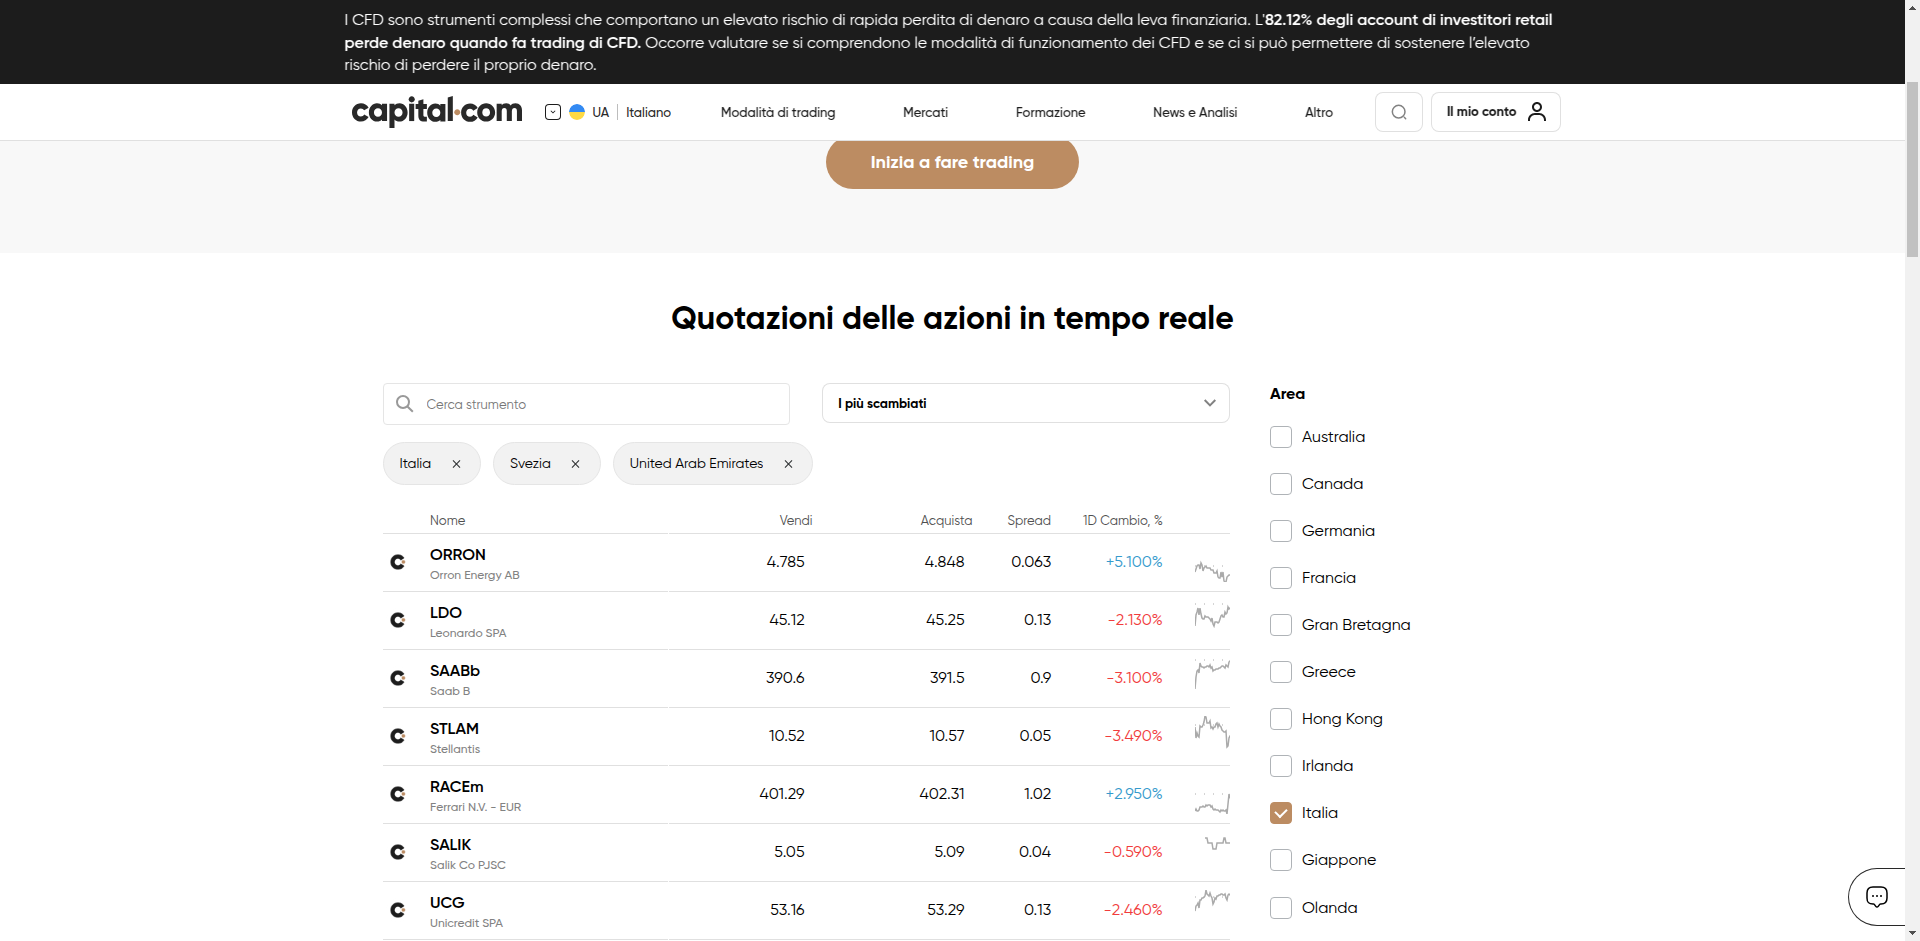 I CFD sono strumenti complessi che comportano un elevato rischio di rapida perdita di denaro a causa della leva finanziaria. L'82.12% degli account di investitori retail
perde denaro quando fa trading di CFD. Occorre valutare se si comprendono le modalità di funzionamento dei CFD e se ci si può permettere di sostenere l'elevato
rischio di perdere il proprio denaro.
capital.com UA Italiano Modalità di trading Mercati Formazione News e Analisi Altro Il mio conto
Inizia a fare trading
Quotazioni delle azioni in tempo reale
Cerca strumento
I più scambiati
Italia
Svezia
United Arab Emirates
Nome Vendi Acquista Spread 1D Cambio, %
ORRON 4.785 4.848 0.063 +5.100%
Orron Energy AB
LDO 45.12 45.25 0.13 -2.130%
Leonardo SPA
SAABb 390.6 391.5 0.9 -3.100%
Saab B
STLAM 10.52 10.57 0.05 -3.490%
Stellantis
RACEm 401.29 402.31 1.02 +2.950%
Ferrari N.V. - EUR
SALIK 5.05 5.09 0.04 -0.590%
Salik Co PJSC
UCG 53.16 53.29 0.13 -2.460%
Unicredit SPA
Area
Australia
Canada
Germania
Francia
Gran Bretagna
Greece
Hong Kong
Irlanda
Italia
Giappone
Olanda